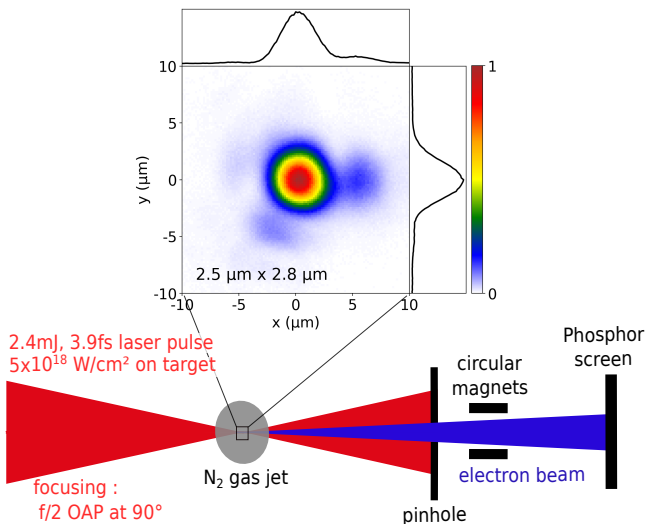 10
5
0
-5
-10
y (μm)
2.5 μm x 2.8 μm
-10
-5
0
5
10
x (μm)
1
0
2.4mJ, 3.9fs laser pulse
5x10¹⁸ W/cm² on target
focusing :
f/2 OAP at 90°
N₂ gas jet
circular
magnets
Phosphor
screen
electron beam
pinhole